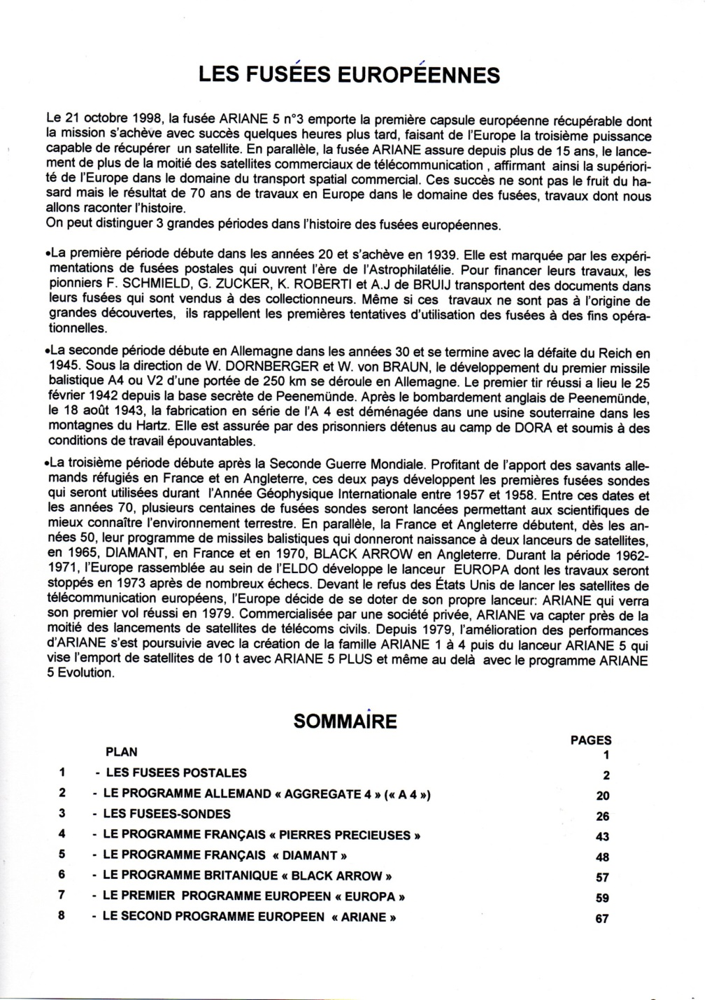 LES FUSÉES EUROPÉENNES
Le 21 octobre 1998, la fusée ARIANE 5 n°3 emporte la première capsule européenne récupérable dont
la mission s'achève avec succès quelques heures plus tard, faisant de l'Europe la troisième puissance
capable de récupérer un satellite. En parallèle, la fusée ARIANE assure depuis plus de 15 ans, le lance-
ment de plus de la moitié des satellites commerciaux de télécommunication , affirmant ainsi la supériori-
té de l'Europe dans le domaine du transport spatial commercial. Ces succès ne sont pas le fruit du ha-
sard mais le résultat de 70 ans de travaux en Europe dans le domaine des fusées, travaux dont nous
allons raconter l'histoire.
On peut distinguer 3 grandes périodes dans l'histoire des fusées européennes.
•La première période débute dans les années 20 et s'achève en 1939. Elle est marquée par les expéri-
mentations de fusées postales qui ouvrent l'ère de l'Astrophilatélie. Pour financer leurs travaux, les
pionniers F. SCHMIELD, G. ZUCKER, K. ROBERTI et A.J de BRUIJ transportent des documents dans
leurs fusées qui sont vendus à des collectionneurs. Même si ces travaux ne sont pas à l'origine de
grandes découvertes, ils rappellent les premières tentatives d'utilisation des fusées à des fins opéra-
tionnelles.
•La seconde période débute en Allemagne dans les années 30 et se termine avec la défaite du Reich en
1945. Sous la direction de W. DORNBERGER et W. von BRAUN, le développement du premier missile
balistique A4 ou V2 d'une portée de 250 km se déroule en Allemagne. Le premier tir réussi a lieu le 25
février 1942 depuis la base secrète de Peenemünde. Après le bombardement anglais de Peenemünde,
le 18 août 1943, la fabrication en série de l'A 4 est déménagée dans une usine souterraine dans les
montagnes du Hartz. Elle est assurée par des prisonniers détenus au camp de DORA et soumis à des
conditions de travail épouvantables.
•La troisième période débute après la Seconde Guerre Mondiale. Profitant de l'apport des savants alle-
mands réfugiés en France et en Angleterre, ces deux pays développent les premières fusées sondes
qui seront utilisées durant l'Année Géophysique Internationale entre 1957 et 1958. Entre ces dates et
les années 70, plusieurs centaines de fusées sondes seront lancées permettant aux scientifiques de
mieux connaître l'environnement terrestre. En parallèle, la France et Angleterre débutent, dès les an-
nées 50, leur programme de missiles balistiques qui donneront naissance à deux lanceurs de satellites,
en 1965, DIAMANT, en France et en 1970, BLACK ARROW en Angleterre. Durant la période 1962-
1971, l'Europe rassemblée au sein de l'ELDO développe le lanceur EUROPA dont les travaux seront
stoppés en 1973 après de nombreux échecs. Devant le refus des États Unis de lancer les satellites de
télécommunication européens, l'Europe décide de se doter de son propre lanceur: ARIANE qui verra
son premier vol réussi en 1979. Commercialisée par une société privée, ARIANE va capter près de la
moitié des lancements de satellites de télécoms civils. Depuis 1979, l'amélioration des performances
d'ARIANE s'est poursuivie avec la création de la famille ARIANE 1 à 4 puis du lanceur ARIANE 5 qui
vise l'emport de satellites de 10 t avec ARIANE 5 PLUS et même au delà avec le programme ARIANE
5 Evolution.
SOMMAIRE
PAGES
PLAN 1
1 - LES FUSEES POSTALES 2
2 - LE PROGRAMME ALLEMAND « AGGREGATE 4 » (« A 4 ») 20
3 - LES FUSEES-SONDES 26
4 - LE PROGRAMME FRANÇAIS « PIERRES PRECIEUSES » 43
5 - LE PROGRAMME FRANÇAIS « DIAMANT » 48
6 - LE PROGRAMME BRITANIQUE « BLACK ARROW » 57
7 - LE PREMIER PROGRAMME EUROPEEN « EUROPA » 59
8 - LE SECOND PROGRAMME EUROPEEN « ARIANE » 67